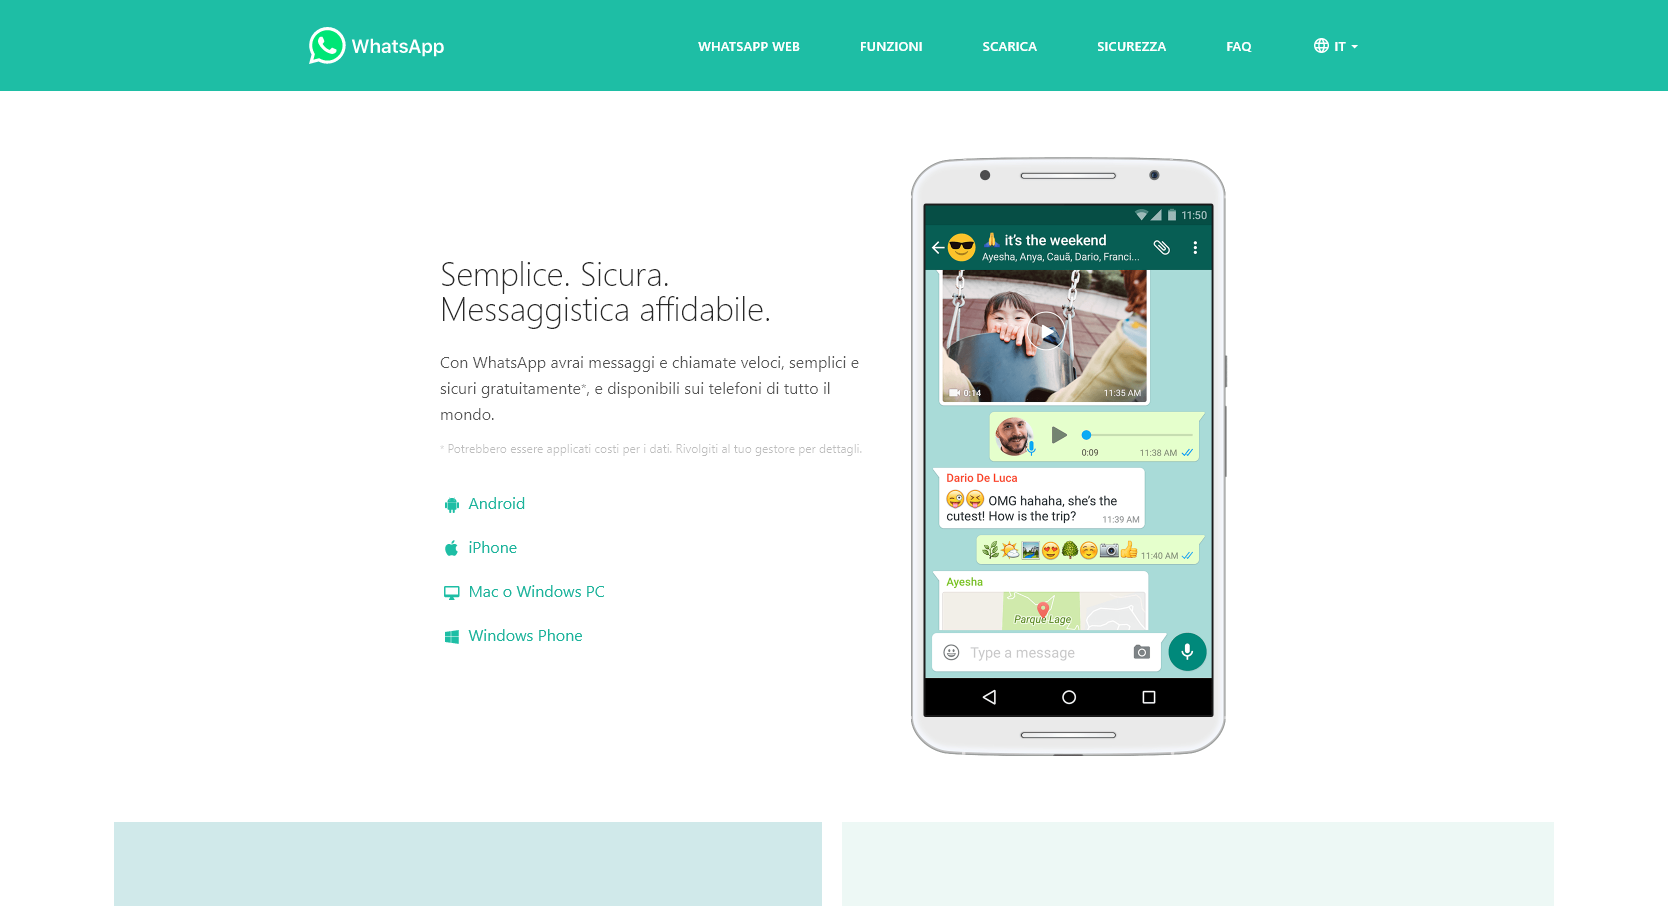 WhatsApp
WHATSAPP WEB
FUNZIONI
SCARICA
SICUREZZA
FAQ
IT
Semplice. Sicura.
Messaggistica affidabile.
Con WhatsApp avrai messaggi e chiamate veloci, semplici e
sicuri gratuitamente*, e disponibili sui telefoni di tutto il
mondo.
* Potrebbero essere applicati costi per i dati. Rivolgiti al tuo gestore per dettagli.
Android
iPhone
Mac o Windows PC
Windows Phone
11:50
🙏 it's the weekend
Ayesha, Anya, Cauã, Dario, Franci...
0:14
11:35 AM
0:09
11:38 AM
Dario De Luca
😜😝 OMG hahaha, she's the
cutest! How is the trip?
11:39 AM
🌿🌤🏞😍🌳☺📷👍
11:40 AM
Ayesha
Parque Lage
Type a message